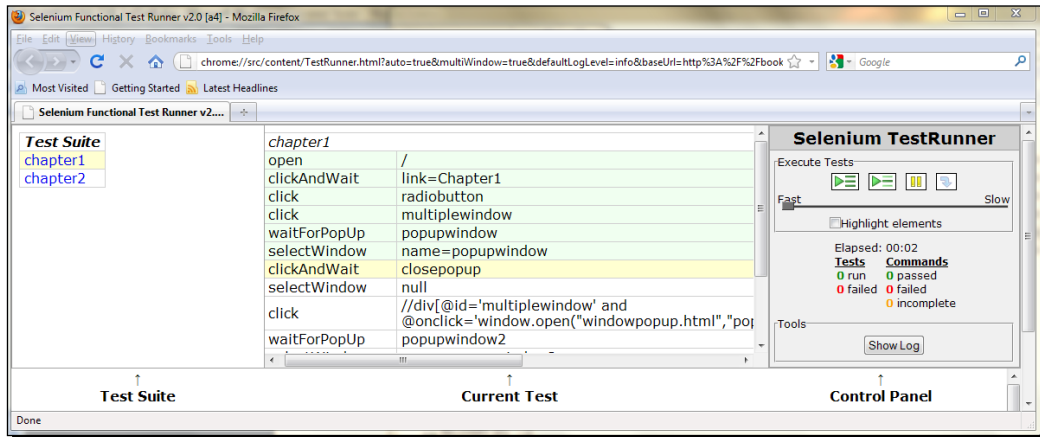 Selenium Functional Test Runner v2.0 [a4] - Mozilla Firefox
File Edit View History Bookmarks Tools Help
chrome://src/content/TestRunner.html?auto=true&multiWindow=true&defaultLogLevel=info&baseUrl=http%3A%2F%2Fbook
Google
Most Visited Getting Started Latest Headlines
Selenium Functional Test Runner v2....
Test Suite
chapter1
chapter2
chapter1
open /
clickAndWait link=Chapter1
click radiobutton
click multiplewindow
waitForPopUp popupwindow
selectWindow name=popupwindow
clickAndWait closepopup
selectWindow null
click //div[@id='multiplewindow' and
@onclick='window.open("windowpopup.html","pop
waitForPopUp popupwindow2
Selenium TestRunner
Execute Tests
Fast Slow
Highlight elements
Elapsed: 00:02
Tests Commands
0 run 0 passed
0 failed 0 failed
0 incomplete
Tools
Show Log
↑ ↑ ↑
Test Suite Current Test Control Panel
Done